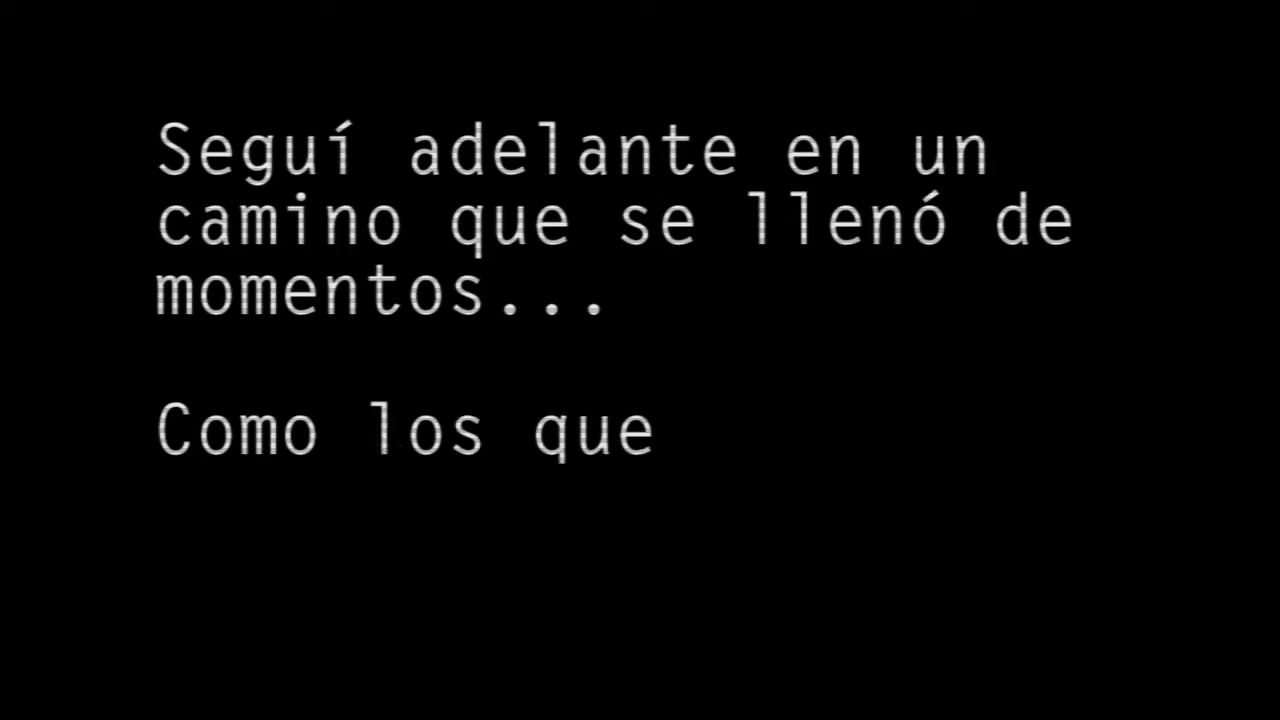 Seguí adelante en un
camino que se llenó de
momentos...
Como los que